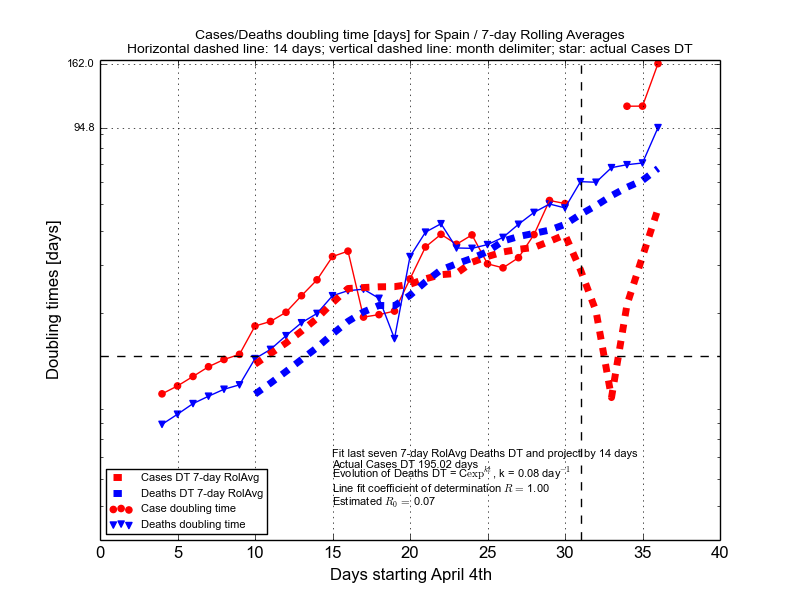 Cases/Deaths doubling time [days] for Spain / 7-day Rolling Averages
Horizontal dashed line: 14 days; vertical dashed line: month delimiter; star: actual Cases DT
162.0
94.8
Doubling times [days]
Fit last seven 7-day RolAvg Deaths DT and project by 14 days
Actual Cases DT 195.02 days
Evolution of Deaths DT = Cexp^kt, k = 0.08 day^−1
Line fit coefficient of determination R = 1.00
Estimated R_0 = 0.07
Cases DT 7-day RolAvg
Deaths DT 7-day RolAvg
Case doubling time
Deaths doubling time
0 5 10 15 20 25 30 35 40
Days starting April 4th